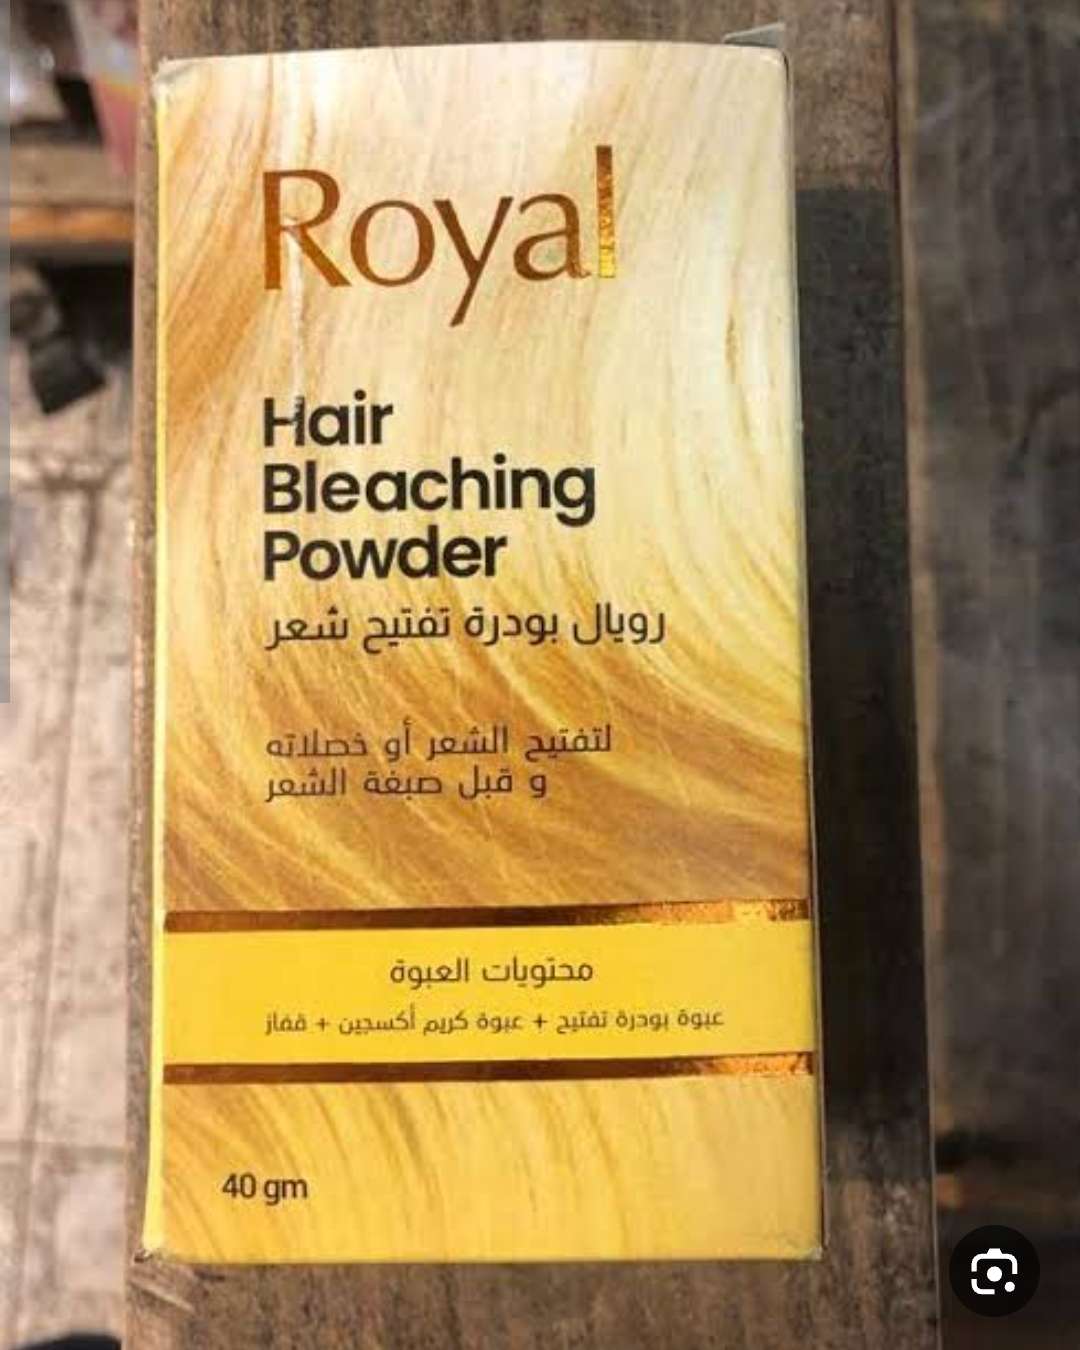 Royal
Hair
Bleaching
Powder
رويال بودرة تفتيح شعر
لتفتيح الشعر أو خصلاته
و قبل صبغة الشعر
محتويات العبوة
عبوة بودرة تفتيح + عبوة كريم أكسجين + قفاز
40 gm